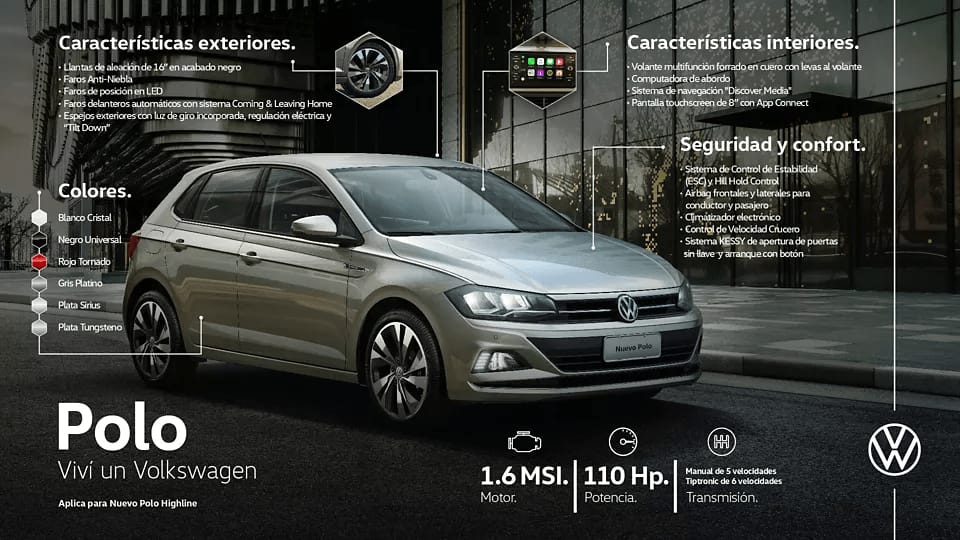 Características exteriores.
· Llantas de aleación de 16" en acabado negro
· Faros Anti-Niebla
· Faros de posición en LED
· Faros delanteros automáticos con sistema Coming & Leaving Home
· Espejos exteriores con luz de giro incorporada, regulación eléctrica y
"Tilt Down"
Características interiores.
· Volante multifunción forrado en cuero con levas al volante
· Computadora de abordo
· Sistema de navegación "Discover Media"
· Pantalla touchscreen de 8" con App Connect
Seguridad y confort.
· Sistema de Control de Estabilidad
(ESC) y Hill Hold Control
· Airbag frontales y laterales para
conductor y pasajero
· Climatizador electrónico
· Control de Velocidad Crucero
· Sistema KESSY de apertura de puertas
sin llave y arranque con botón
Colores.
Blanco Cristal
Negro Universal
Rojo Tornado
Gris Platino
Plata Sirius
Plata Tungsteno
Nuevo Polo
Polo
Viví un Volkswagen
Aplica para Nuevo Polo Highline
1.6 MSI.
Motor.
110 Hp.
Potencia.
Manual de 5 velocidades
Tiptronic de 6 velocidades
Transmisión.